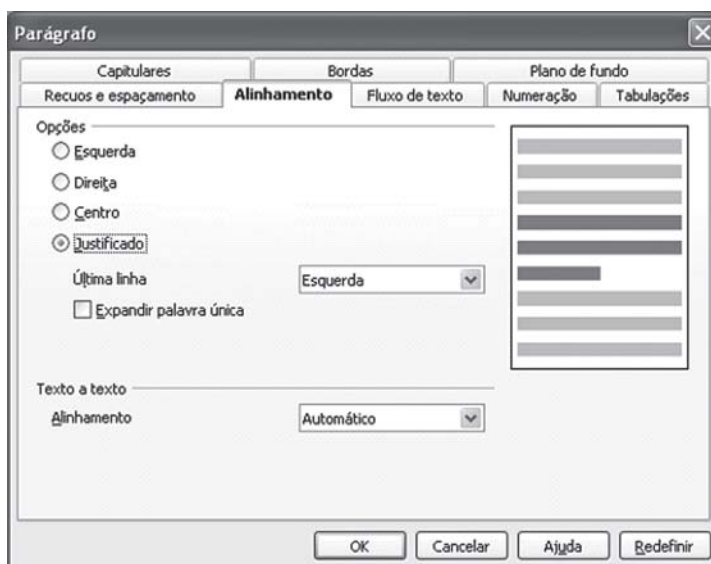 Parágrafo
Capitulares Bordas Plano de fundo
Recuos e espaçamento Alinhamento Fluxo de texto Numeração Tabulações
Opções
Esquerda
Direita
Centro
Justificado
Última linha Esquerda
Expandir palavra única
Texto a texto
Alinhamento Automático
OK Cancelar Ajuda Redefinir